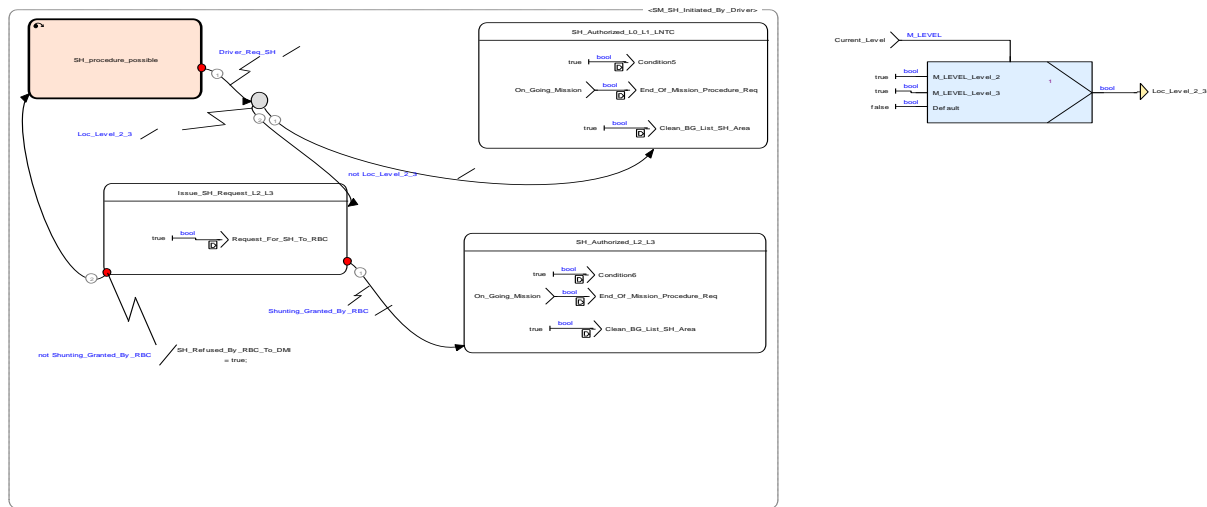 <SM_SH_Initiated_By_Driver>
SH_procedure_possible
1
Driver_Req_SH
Loc_Level_2_3
1
not Loc_Level_2_3
SH_Authorized_L0_L1_LNTC
true bool D Condition5
On_Going_Mission bool D End_Of_Mission_Procedure_Req
true bool D Clean_BG_List_SH_Area
Issue_SH_Request_L2_L3
true bool D Request_For_SH_To_RBC
2
1
Shunting_Granted_By_RBC
not Shunting_Granted_By_RBC
SH_Refused_By_RBC_To_DMI
= true;
SH_Authorized_L2_L3
true bool D Condition6
On_Going_Mission bool D End_Of_Mission_Procedure_Req
true bool D Clean_BG_List_SH_Area
Current_Level M_LEVEL
true bool M_LEVEL_Level_2
true bool M_LEVEL_Level_3
false bool Default
1
bool Loc_Level_2_3